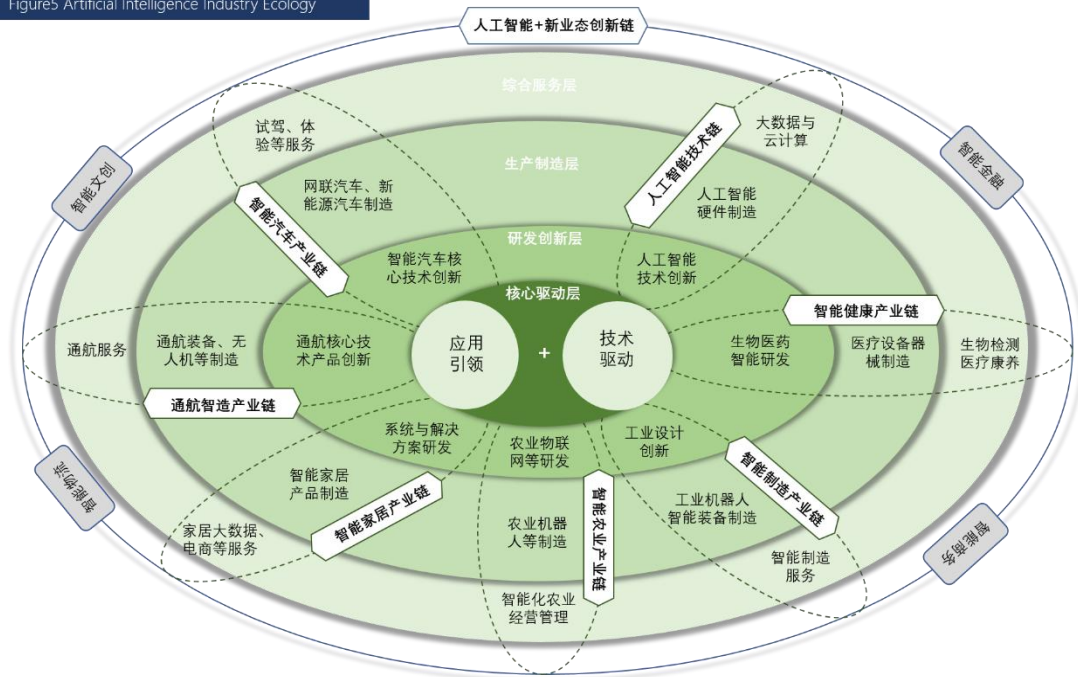 Figure5 Artificial Intelligence Industry Ecology
人工智能+新业态创新链
综合服务层
试驾、体
验等服务
大数据与
云计算
人工智能技术链
智能文创
智能金融
生产制造层
网联汽车、新
能源汽车制造
人工智能
硬件制造
智能汽车产业链
研发创新层
智能汽车核
心技术创新
人工智能
技术创新
核心驱动层
智能健康产业链
通航服务
通航装备、无
人机等制造
通航核心技
术产品创新
应用
引领
+
技术
驱动
生物医药
智能研发
医疗设备器
械制造
生物检测
医疗康养
通航智造产业链
系统与解决
方案研发
农业物联
网等研发
工业设计
创新
智能制造产业链
智能物流
智能家居
产品制造
智能家居产业链
智能农业产业链
工业机器人
智能装备制造
家居大数据、
电商等服务
农业机器
人等制造
智能制造
服务
智能商务
智能化农业
经营管理